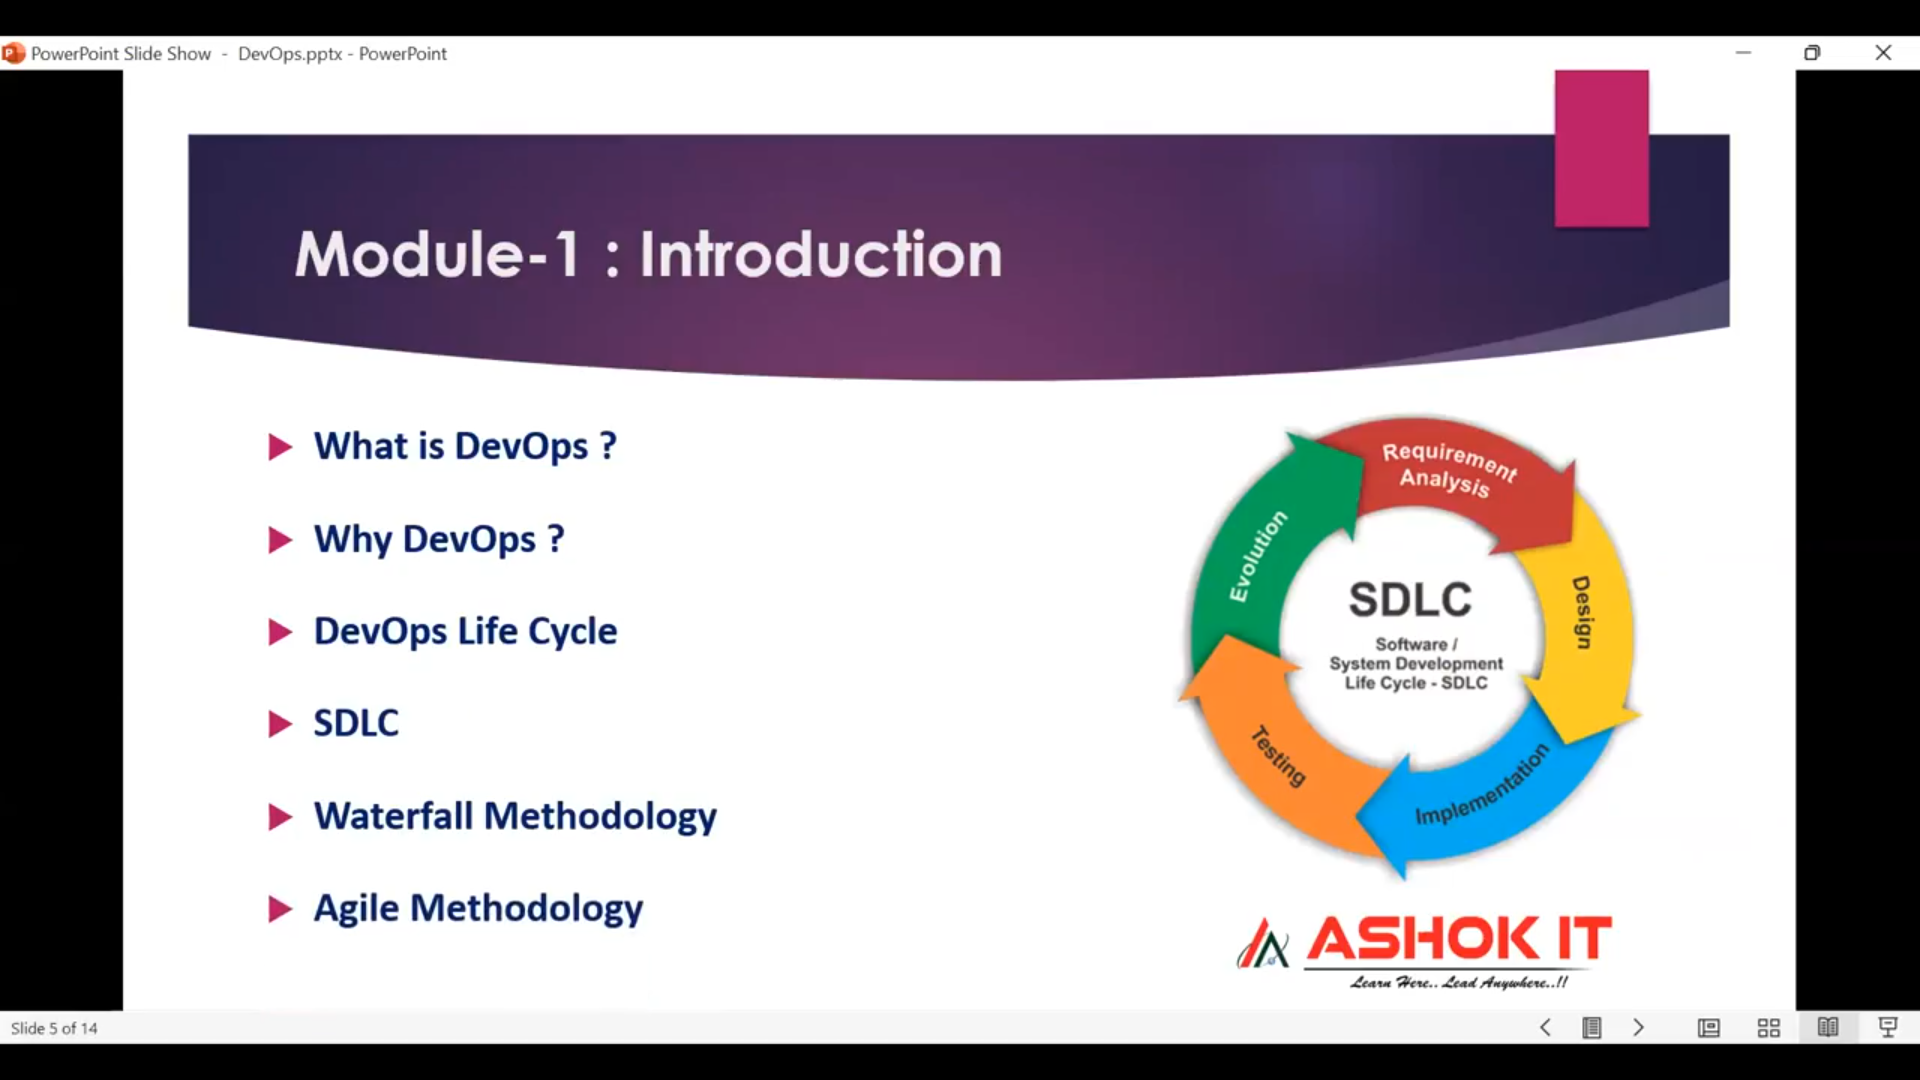 PowerPoint Slide Show - DevOps.pptx - PowerPoint
Module-1 : Introduction
What is DevOps ?
Why DevOps ?
DevOps Life Cycle
SDLC
Waterfall Methodology
Agile Methodology
Requirement
Analysis
Design
Implementation
Testing
Evolution
SDLC
Software /
System Development
Life Cycle - SDLC
ASHOK IT
Learn Here.. Lead Anywhere..!!
Slide 5 of 14